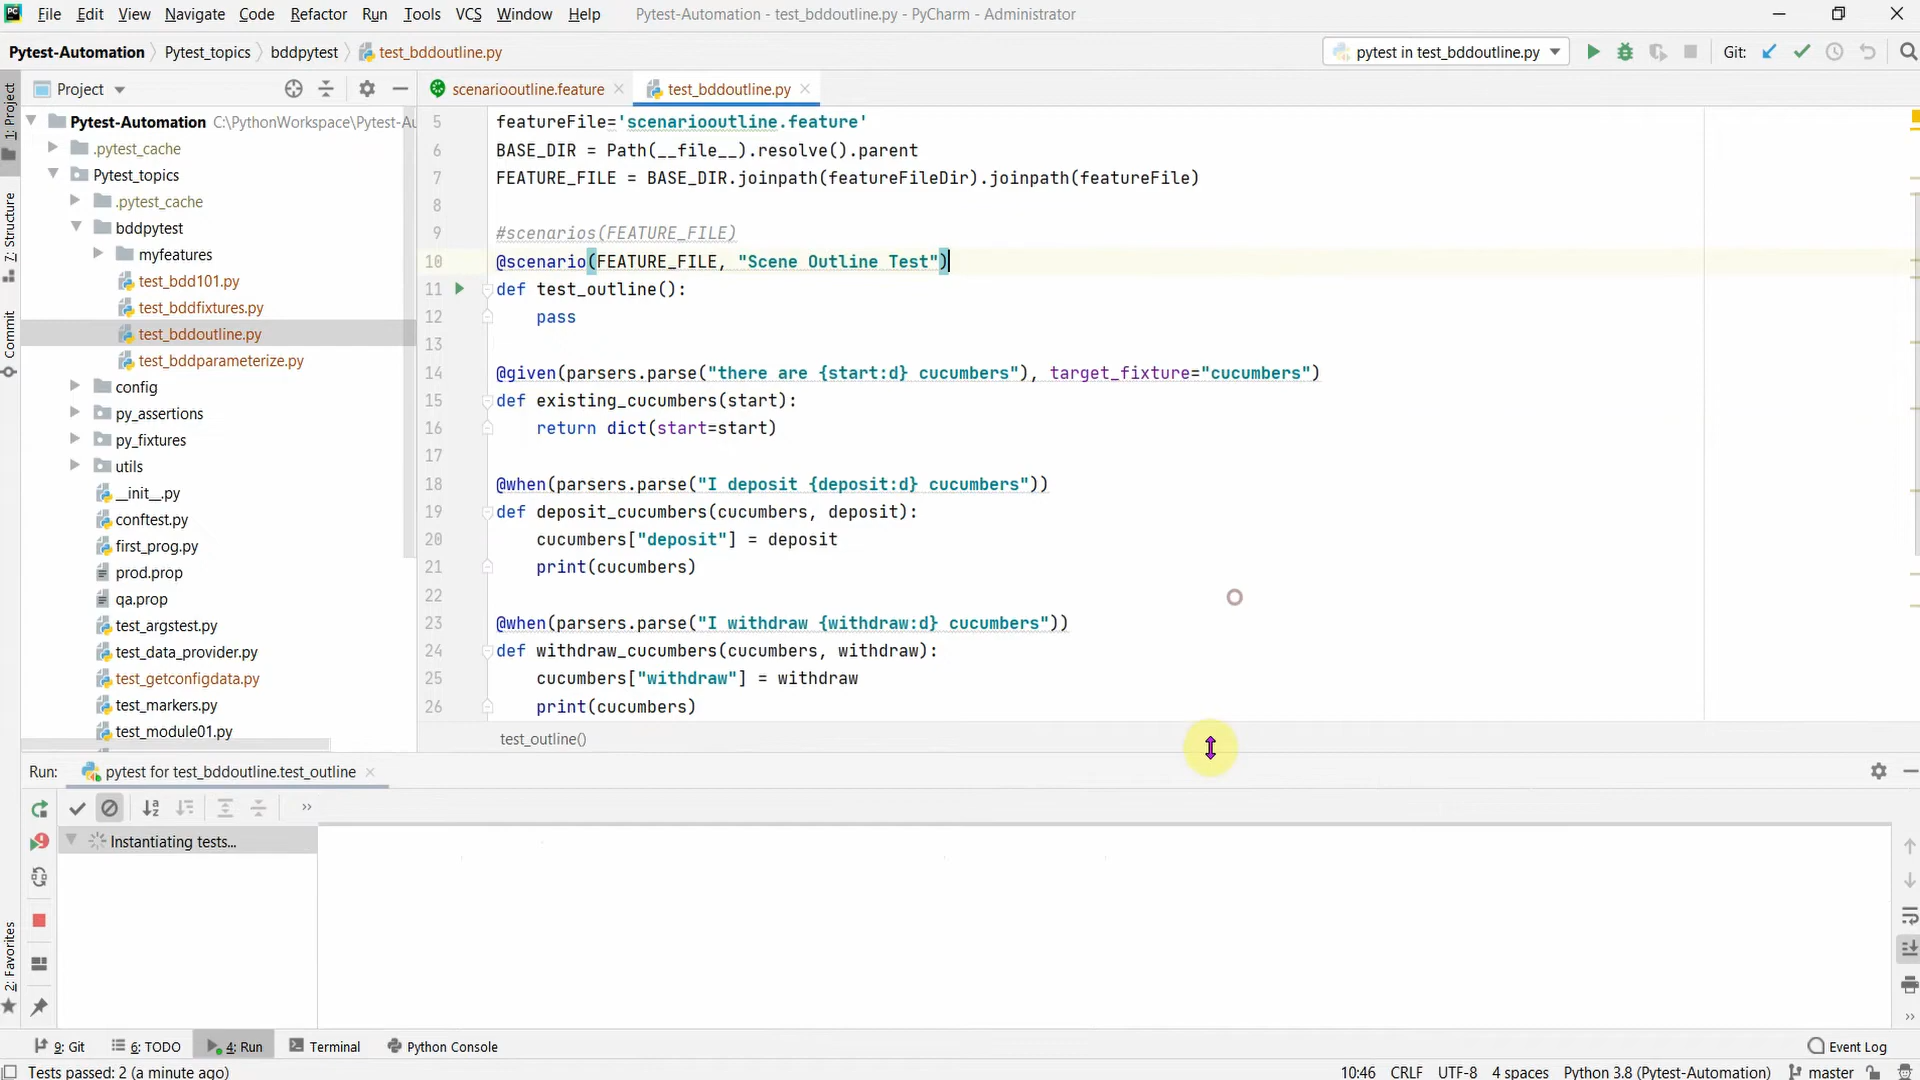 PC File Edit View Navigate Code Refactor Run Tools VCS Window Help Pytest-Automation - test_bddoutline.py - PyCharm - Administrator
Pytest-Automation Pytest_topics bddpytest test_bddoutline.py pytest in test_bddoutline.py Git:
Project scenariooutline.feature test_bddoutline.py
1: Project
7: Structure
Commit
2: Favorites
Pytest-Automation C:\PythonWorkspace\Pytest-Au
.pytest_cache
Pytest_topics
.pytest_cache
bddpytest
myfeatures
test_bdd101.py
test_bddfixtures.py
test_bddoutline.py
test_bddparameterize.py
config
py_assertions
py_fixtures
utils
__init__.py
conftest.py
first_prog.py
prod.prop
qa.prop
test_argstest.py
test_data_provider.py
test_getconfigdata.py
test_markers.py
test_module01.py
5 featureFile='scenariooutline.feature'
6 BASE_DIR = Path(__file__).resolve().parent
7 FEATURE_FILE = BASE_DIR.joinpath(featureFileDir).joinpath(featureFile)
8
9 #scenarios(FEATURE_FILE)
10 @scenario(FEATURE_FILE, "Scene Outline Test")
11 def test_outline():
12 pass
13
14 @given(parsers.parse("there are {start:d} cucumbers"), target_fixture="cucumbers")
15 def existing_cucumbers(start):
16 return dict(start=start)
17
18 @when(parsers.parse("I deposit {deposit:d} cucumbers"))
19 def deposit_cucumbers(cucumbers, deposit):
20 cucumbers["deposit"] = deposit
21 print(cucumbers)
22
23 @when(parsers.parse("I withdraw {withdraw:d} cucumbers"))
24 def withdraw_cucumbers(cucumbers, withdraw):
25 cucumbers["withdraw"] = withdraw
26 print(cucumbers)
test_outline()
Run: pytest for test_bddoutline.test_outline
Instantiating tests...
9: Git 6: TODO 4: Run Terminal Python Console Event Log
Tests passed: 2 (a minute ago) 10:46 CRLF UTF-8 4 spaces Python 3.8 (Pytest-Automation) master